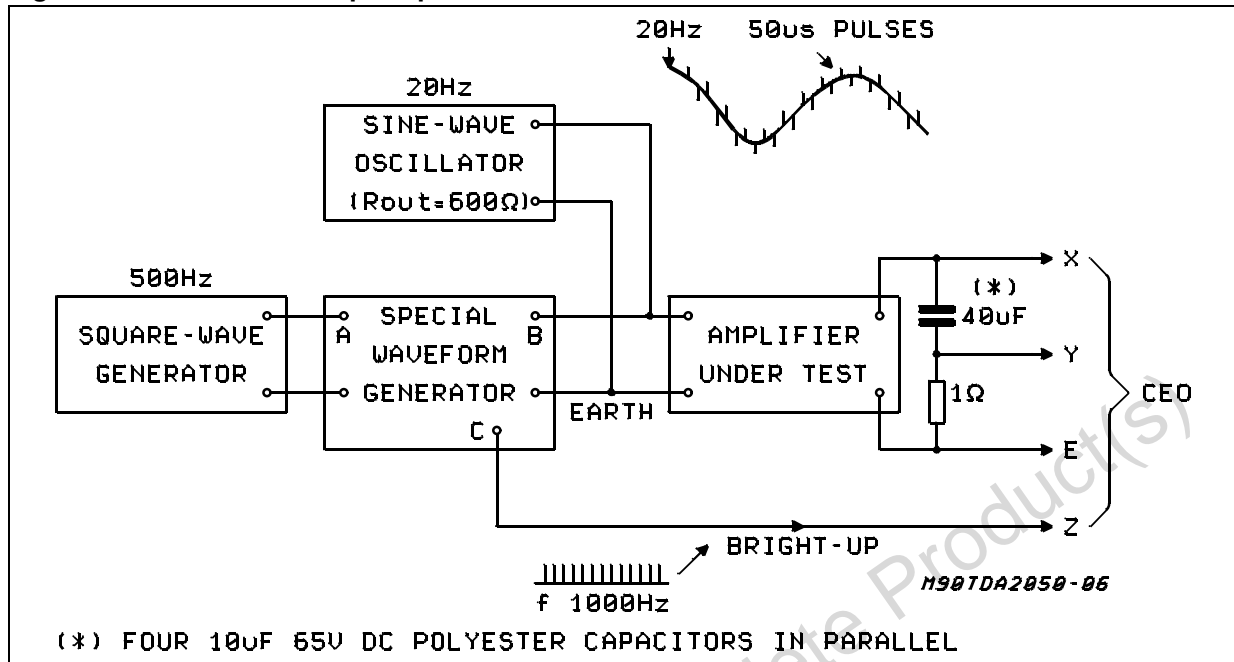 20Hz 50us PULSES
20Hz
SINE-WAVE
OSCILLATOR
(Rout=600Ω)
500Hz
SQUARE-WAVE
GENERATOR
A
SPECIAL
WAVEFORM
GENERATOR
B
C
EARTH
AMPLIFIER
UNDER TEST
(*)
40uF
1Ω
X
Y
E
Z
CEO
BRIGHT-UP
f 1000Hz
M90TDA2050-06
(*) FOUR 10uF 65V DC POLYESTER CAPACITORS IN PARALLEL
Product(s)